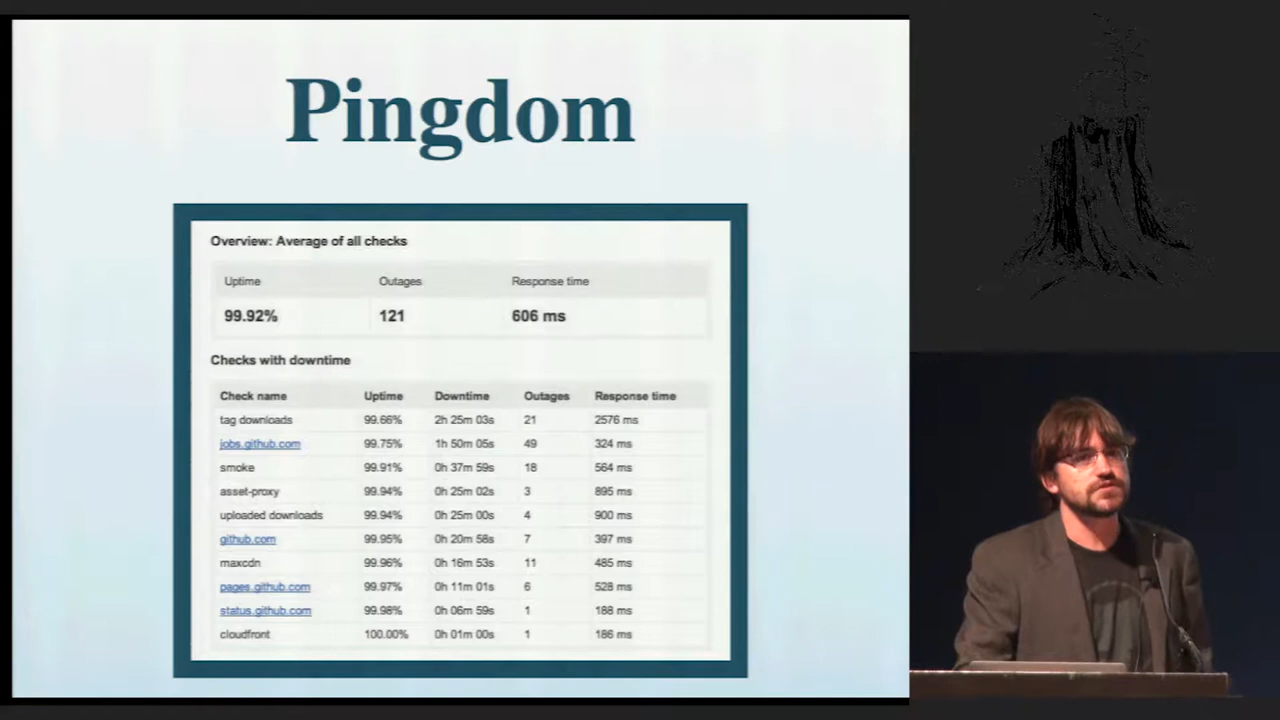 Pingdom
Overview: Average of all checks
Uptime Outages Response time
99.92% 121 606 ms
Checks with downtime
Check name Uptime Downtime Outages Response time
tag downloads 99.66% 2h 25m 03s 21 2576 ms
jobs.github.com 99.75% 1h 50m 05s 49 324 ms
smoke 99.91% 0h 37m 59s 18 564 ms
asset-proxy 99.94% 0h 25m 02s 3 895 ms
uploaded downloads 99.94% 0h 25m 00s 4 900 ms
github.com 99.95% 0h 20m 58s 7 397 ms
maxcdn 99.96% 0h 16m 53s 11 485 ms
pages.github.com 99.97% 0h 11m 01s 6 528 ms
status.github.com 99.98% 0h 06m 59s 1 188 ms
cloudfront 100.00% 0h 01m 00s 1 186 ms